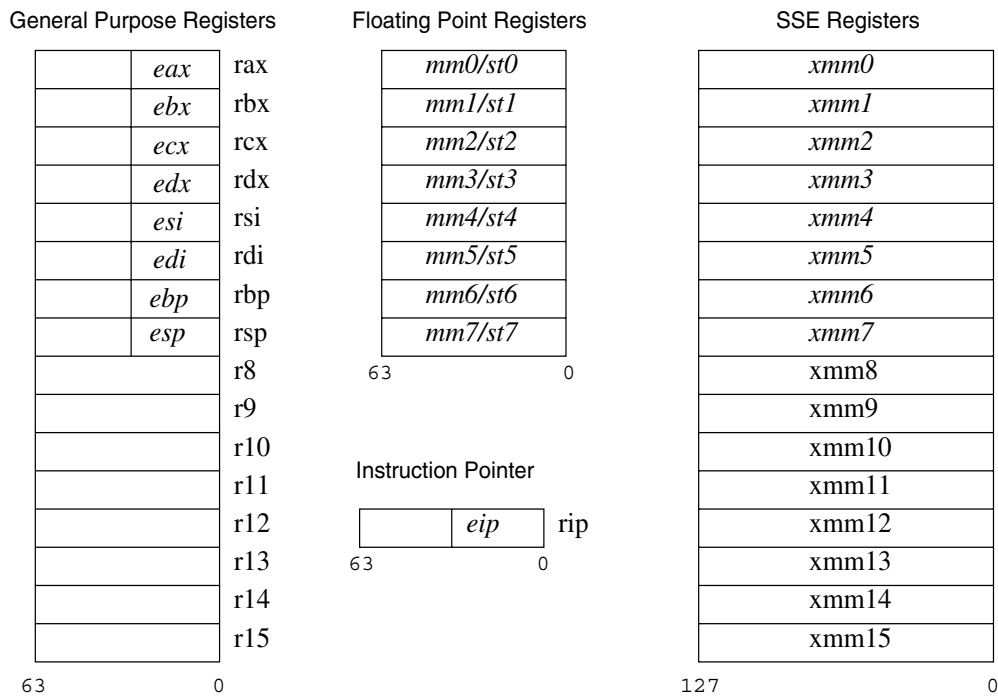 General Purpose Registers
eax rax
ebx rbx
ecx rcx
edx rdx
esi rsi
edi rdi
ebp rbp
esp rsp
r8
r9
r10
r11
r12
r13
r14
r15
63 0
Floating Point Registers
mm0/st0
mm1/st1
mm2/st2
mm3/st3
mm4/st4
mm5/st5
mm6/st6
mm7/st7
63 0
Instruction Pointer
eip rip
63 0
SSE Registers
xmm0
xmm1
xmm2
xmm3
xmm4
xmm5
xmm6
xmm7
xmm8
xmm9
xmm10
xmm11
xmm12
xmm13
xmm14
xmm15
127 0